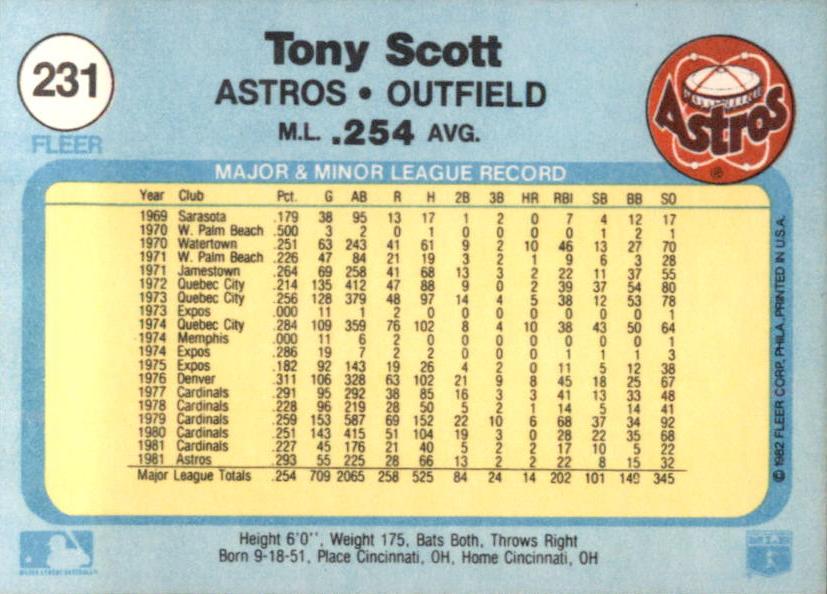 231
FLEER
Tony Scott
ASTROS • OUTFIELD
M.L. .254 AVG.
Astros
®
MAJOR & MINOR LEAGUE RECORD
Year Club Pct. G AB R H 2B 3B HR RBI SB BB SO
1969 Sarasota .179 38 95 13 17 1 2 0 7 4 12 17
1970 W. Palm Beach .500 3 2 0 1 0 0 0 0 1 2 1
1970 Watertown .251 63 243 41 61 9 2 10 46 13 27 70
1971 W. Palm Beach .226 47 84 21 19 3 2 1 9 6 3 28
1971 Jamestown .264 69 258 41 68 13 3 2 22 11 37 55
1972 Quebec City .214 135 412 47 88 9 0 2 39 37 54 80
1973 Quebec City .256 128 379 48 97 14 4 5 38 12 53 78
1973 Expos .000 11 1 2 0 0 0 0 0 0 0 1
1974 Quebec City .284 109 359 76 102 8 4 10 38 43 50 64
1974 Memphis .000 11 6 2 0 0 0 0 0 0 0 1
1974 Expos .286 19 7 2 2 0 0 0 1 1 1 3
1975 Expos .182 92 143 19 26 4 2 0 11 5 12 38
1976 Denver .311 106 328 63 102 21 9 8 45 18 25 67
1977 Cardinals .291 95 292 38 85 16 3 3 41 13 33 48
1978 Cardinals .228 96 219 28 50 5 2 1 14 5 14 41
1979 Cardinals .259 153 587 69 152 22 10 6 68 37 34 92
1980 Cardinals .251 143 415 51 104 19 3 0 28 22 35 68
1981 Cardinals .227 45 176 21 40 5 2 2 17 10 5 22
1981 Astros .293 55 225 28 66 13 2 2 22 8 15 32
Major League Totals .254 709 2065 258 525 84 24 14 202 101 149 345
© 1982 FLEER CORP. PHILA. PRINTED IN U.S.A.
Height 6'0", Weight 175, Bats Both, Throws Right
Born 9-18-51, Place Cincinnati, OH, Home Cincinnati, OH